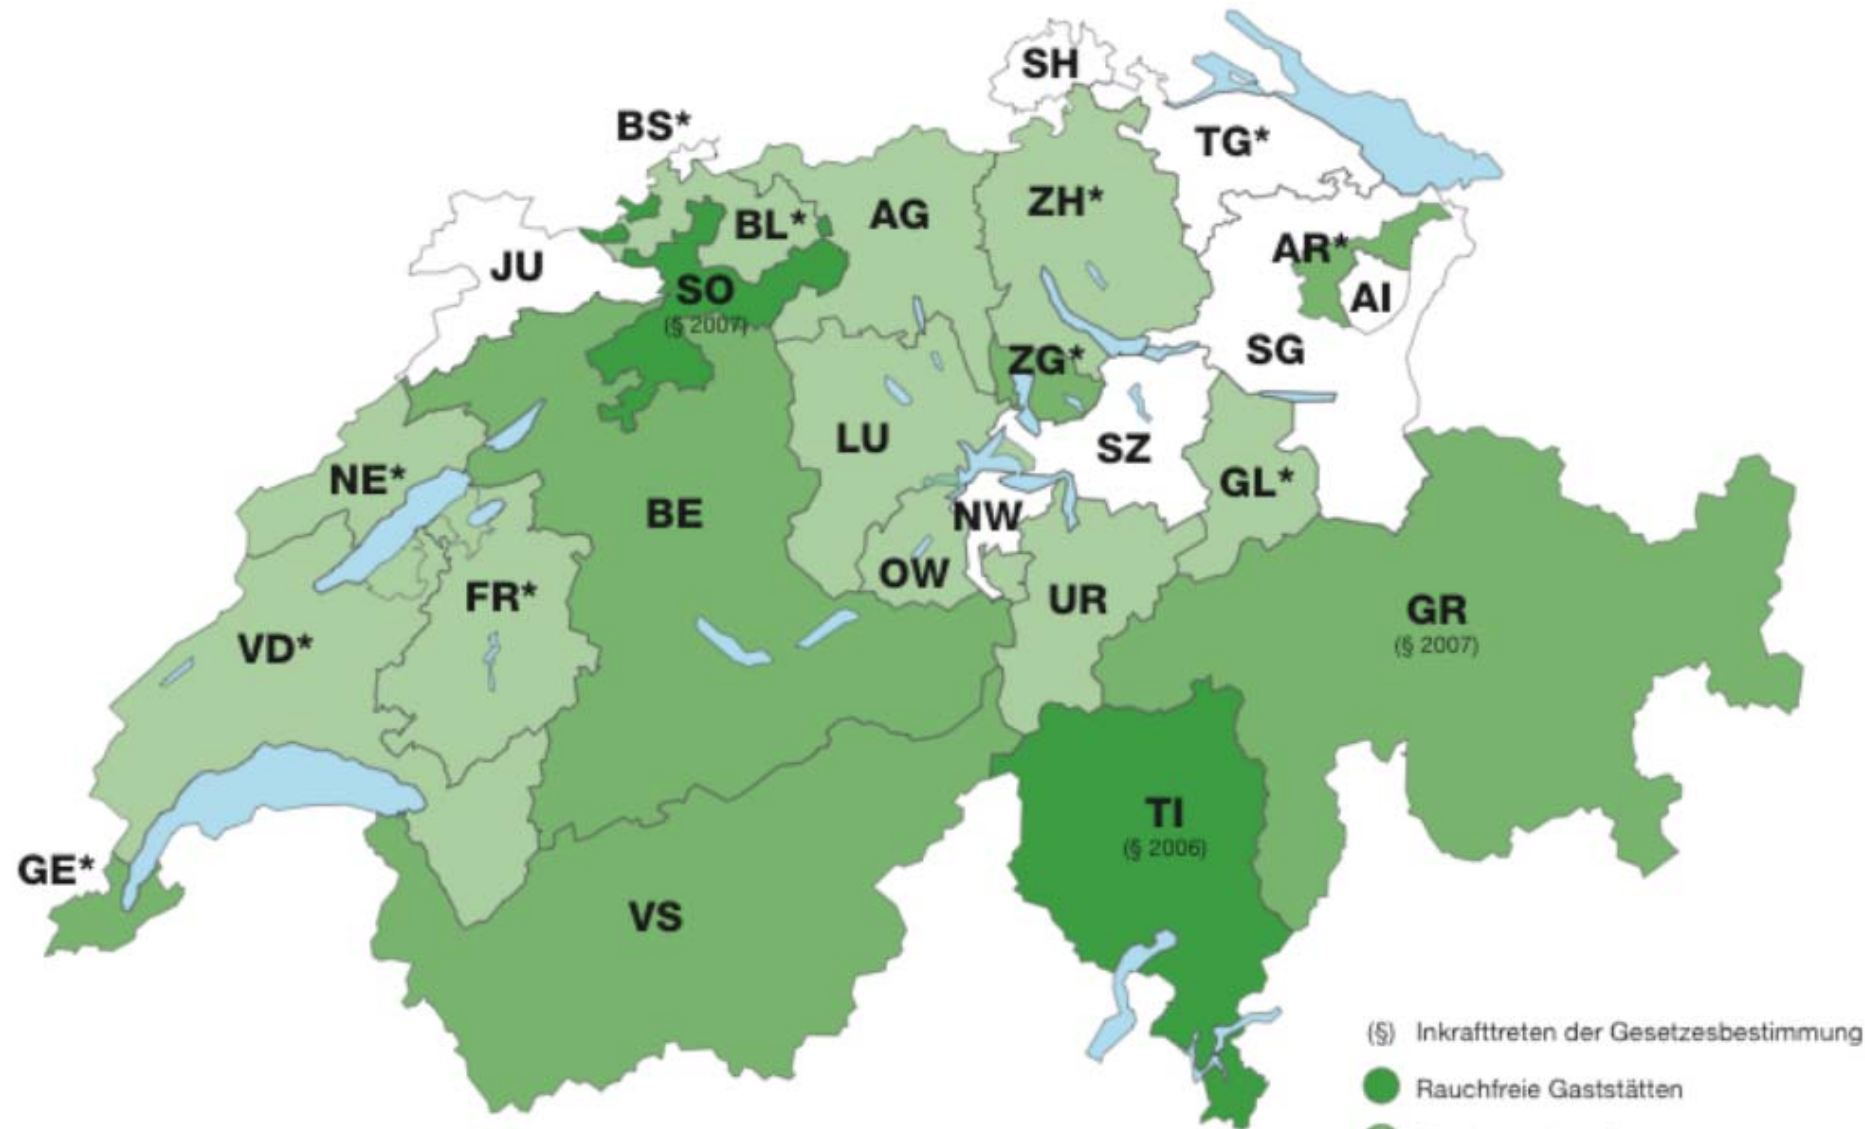 SH
BS*
TG*
ZH*
AG
BL*
AR*
JU
SO
(§ 2007)
AI
SG
ZG*
LU
SZ
NE*
GL*
BE
NW
OW
FR*
UR
GR
(§ 2007)
VD*
TI
(§ 2006)
GE*
VS
(§) Inkrafttreten der Gesetzesbestimmung
Rauchfreie Gaststätten